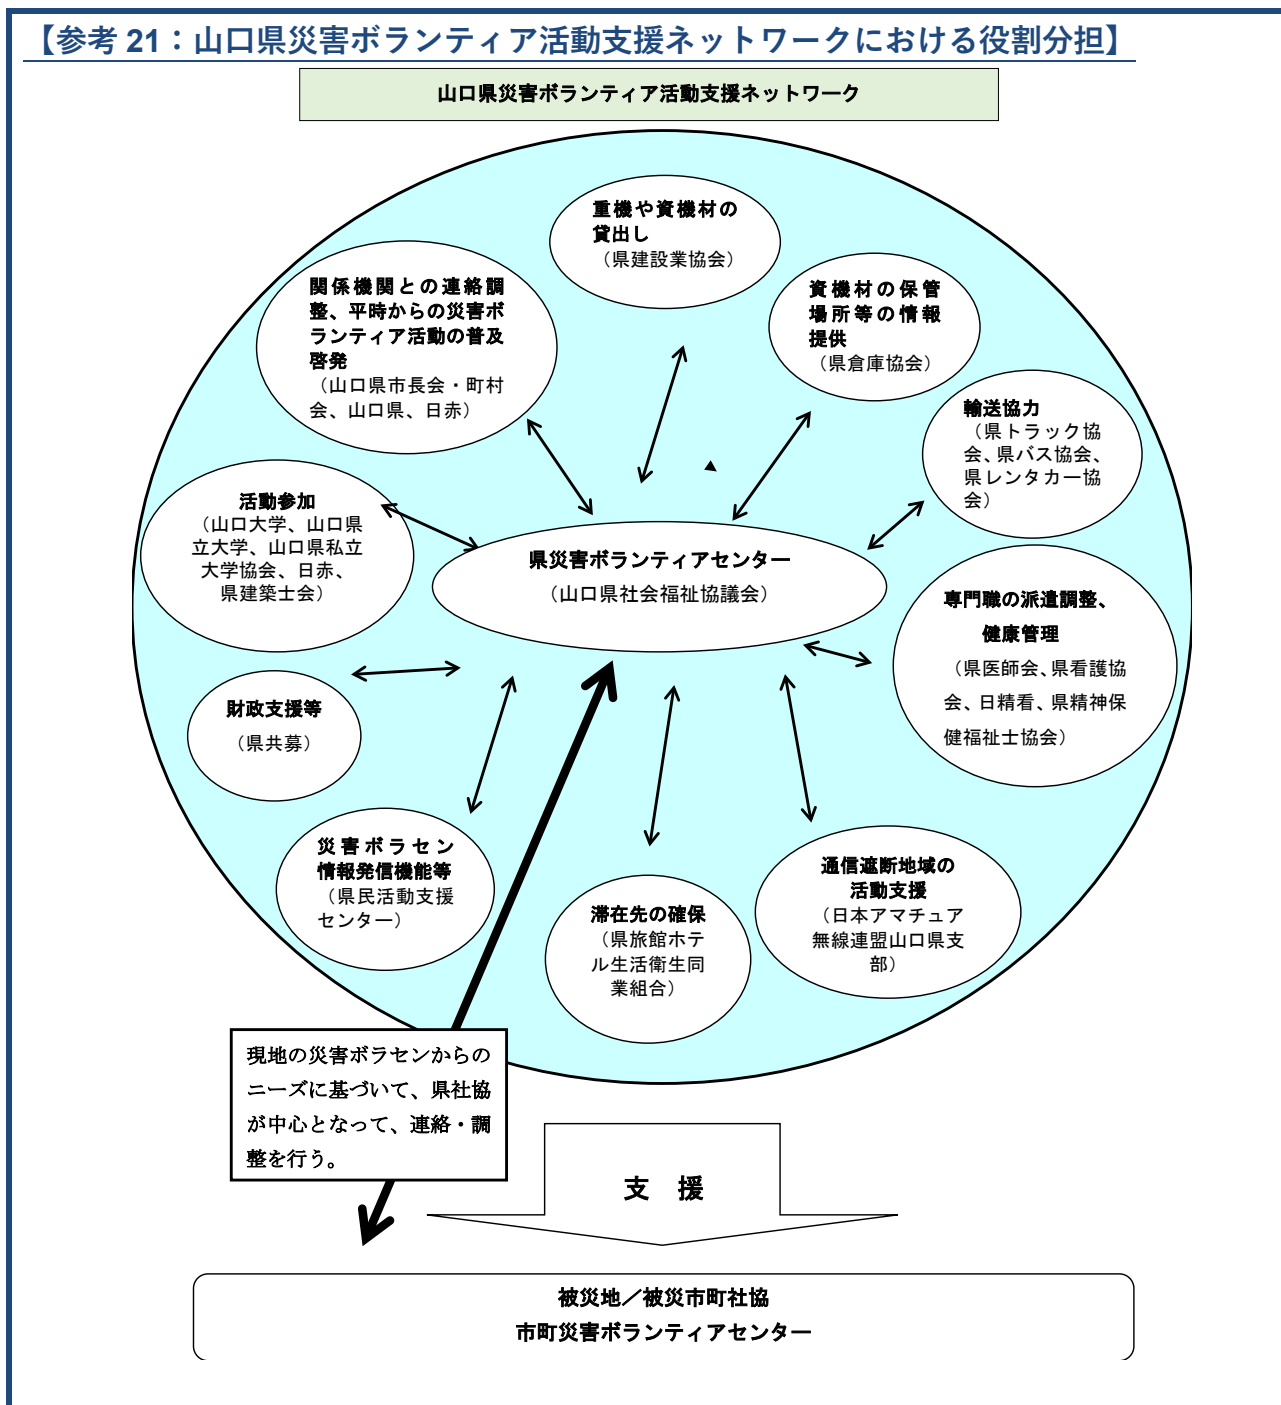 【参考 21：山口県災害ボランティア活動支援ネットワークにおける役割分担】
山口県災害ボランティア活動支援ネットワーク
重機や資機材の
貸出し
（県建設業協会）
関係機関との連絡調
整、平時からの災害ボ
ランティア活動の普及
啓発
（山口県市長会・町村
会、山口県、日赤）
資機材の保管
場所等の情報
提供
（県倉庫協会）
輸送協力
（県トラック協
会、県バス協会、
県レンタカー協
会）
活動参加
（山口大学、山口県
立大学、山口県私立
大学協会、日赤、
県建築士会）
県災害ボランティアセンター
（山口県社会福祉協議会）
専門職の派遣調整、
健康管理
（県医師会、県看護協
会、日精看、県精神保
健福祉士協会）
財政支援等
（県共募）
災害ボラセン
情報発信機能等
（県民活動支援
センター）
滞在先の確保
（県旅館ホテ
ル生活衛生同
業組合）
通信遮断地域の
活動支援
（日本アマチュア
無線連盟山口県支
部）
現地の災害ボラセンからの
ニーズに基づいて、県社協
が中心となって、連絡・調
整を行う。
支　援
被災地／被災市町社協
市町災害ボランティアセンター